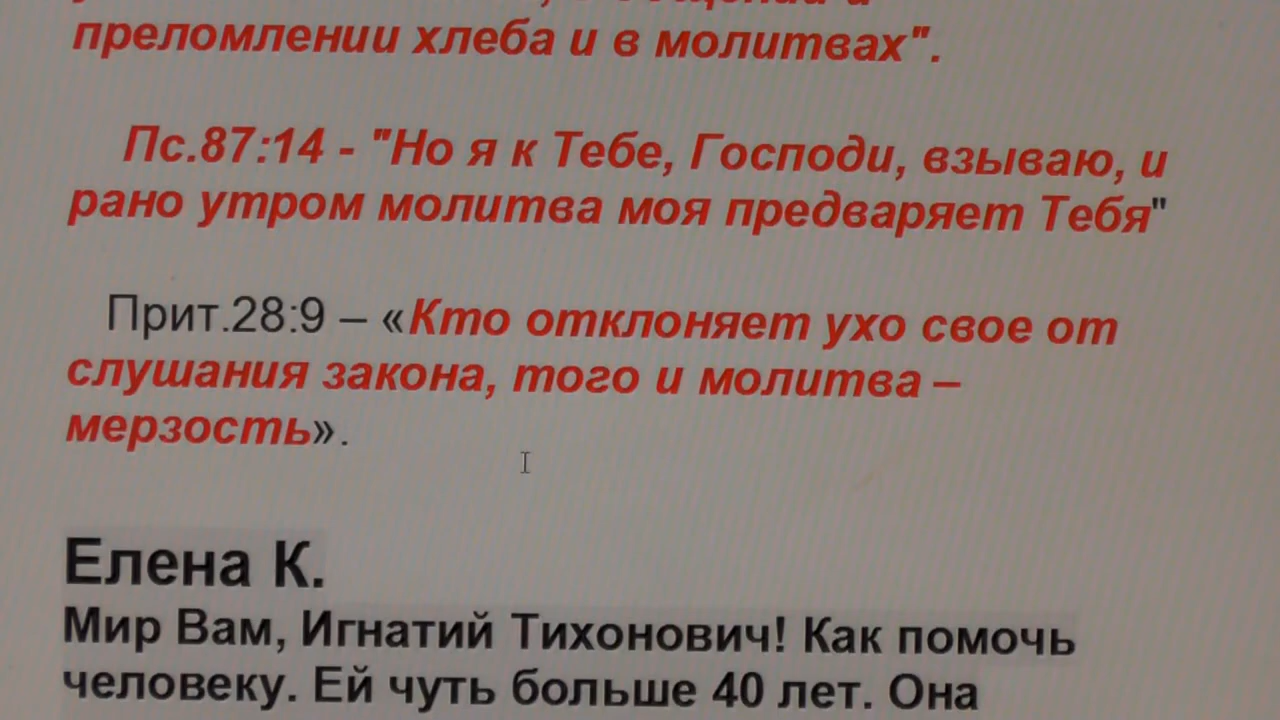 преломлении хлеба и в молитвах".
Пс.87:14 - "Но я к Тебе, Господи, взываю, и
рано утром молитва моя предваряет Тебя"
Прит.28:9 – «Кто отклоняет ухо свое от
слушания закона, того и молитва –
мерзость».
Елена К.
Мир Вам, Игнатий Тихонович! Как помочь
человеку. Ей чуть больше 40 лет. Она